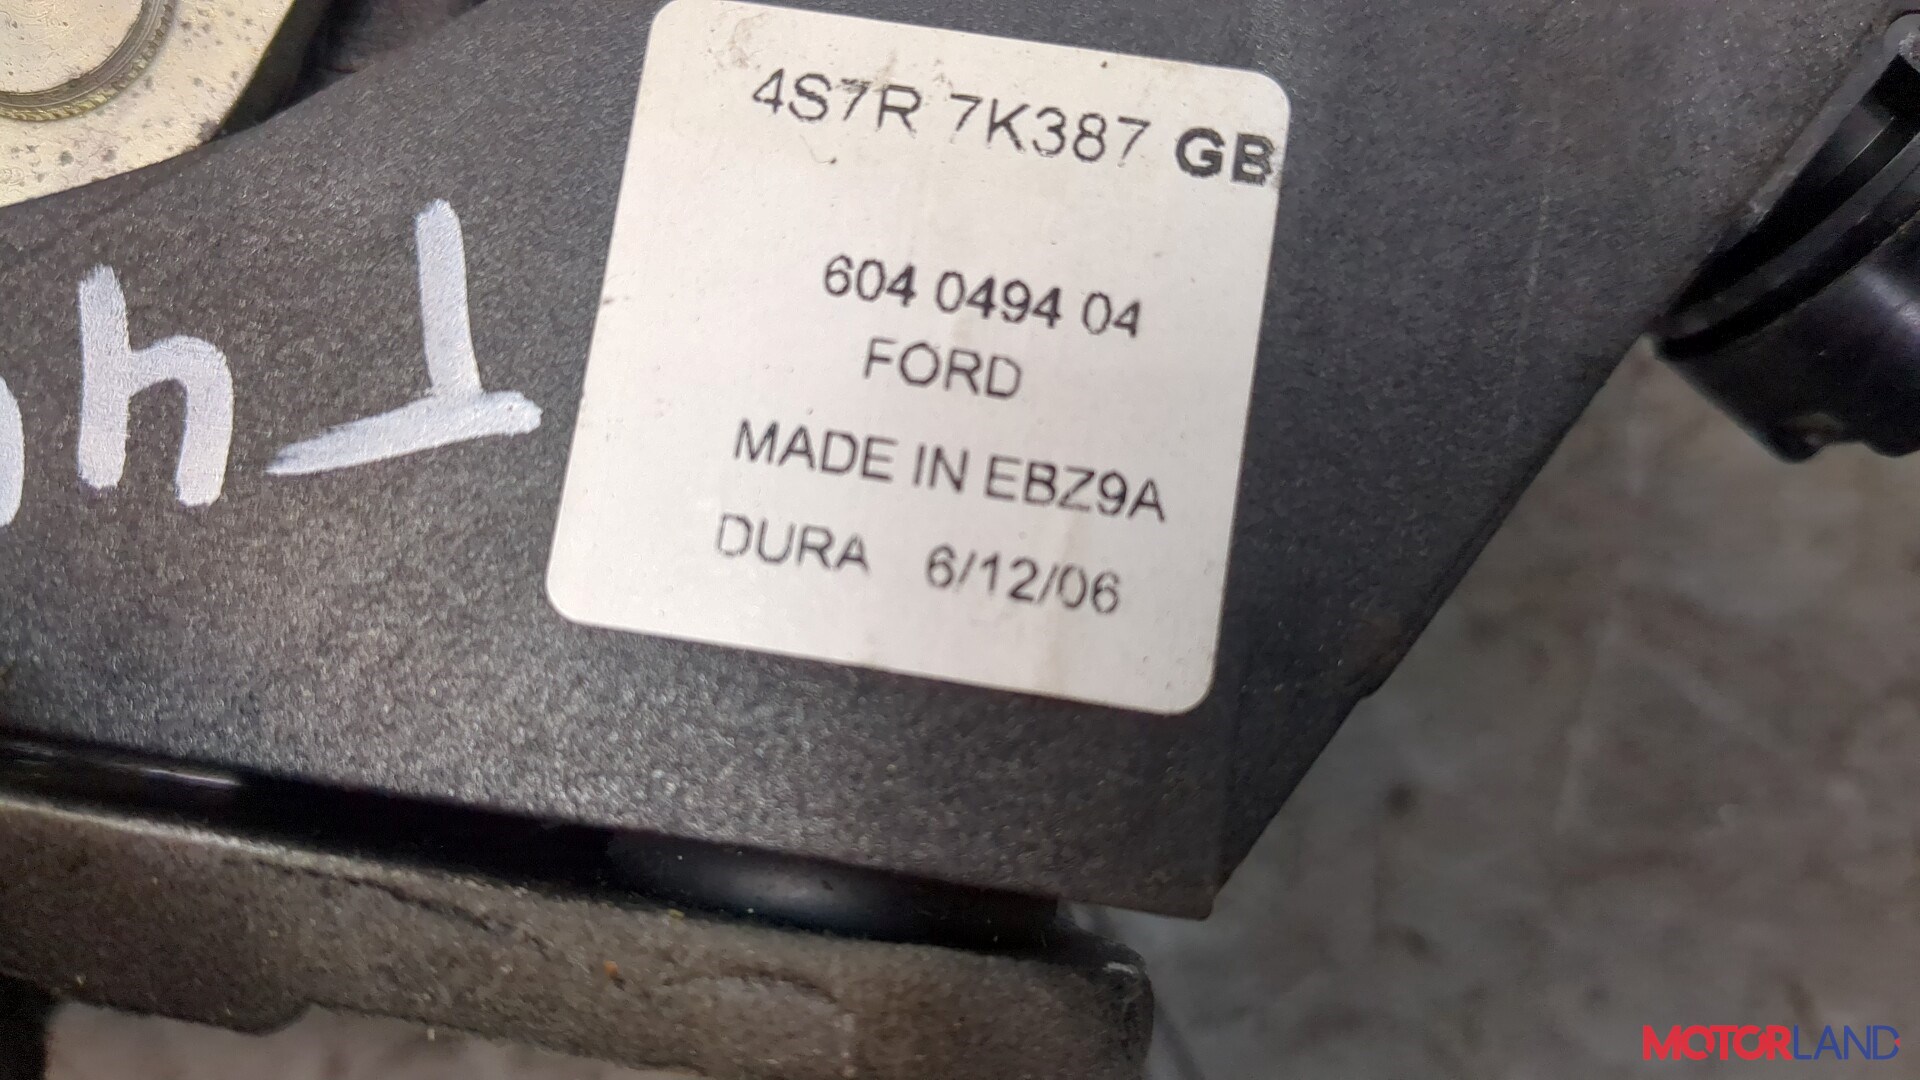 4S7R 7K387 GB
604 0494 04
FORD
MADE IN EBZ9A
DURA 6/12/06
MOTORLAND